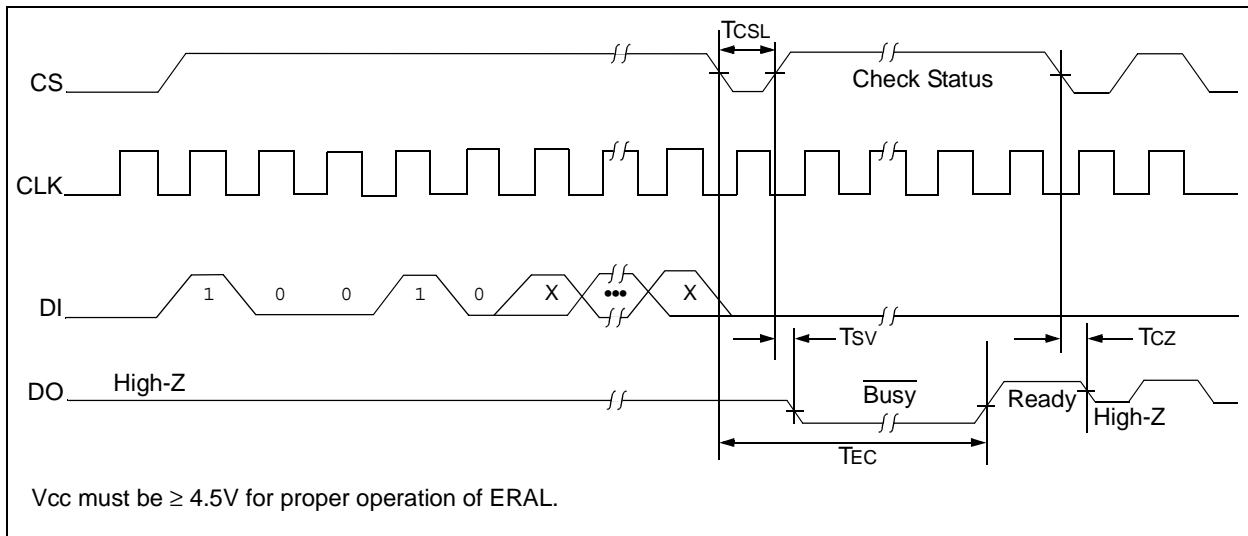 TCSL
CS
Check Status
CLK
DI
1 0 0 1 0 X ••• X
TSV
TCZ
DO
High-Z
Busy
Ready
High-Z
TEC
Vcc must be ≥ 4.5V for proper operation of ERAL.